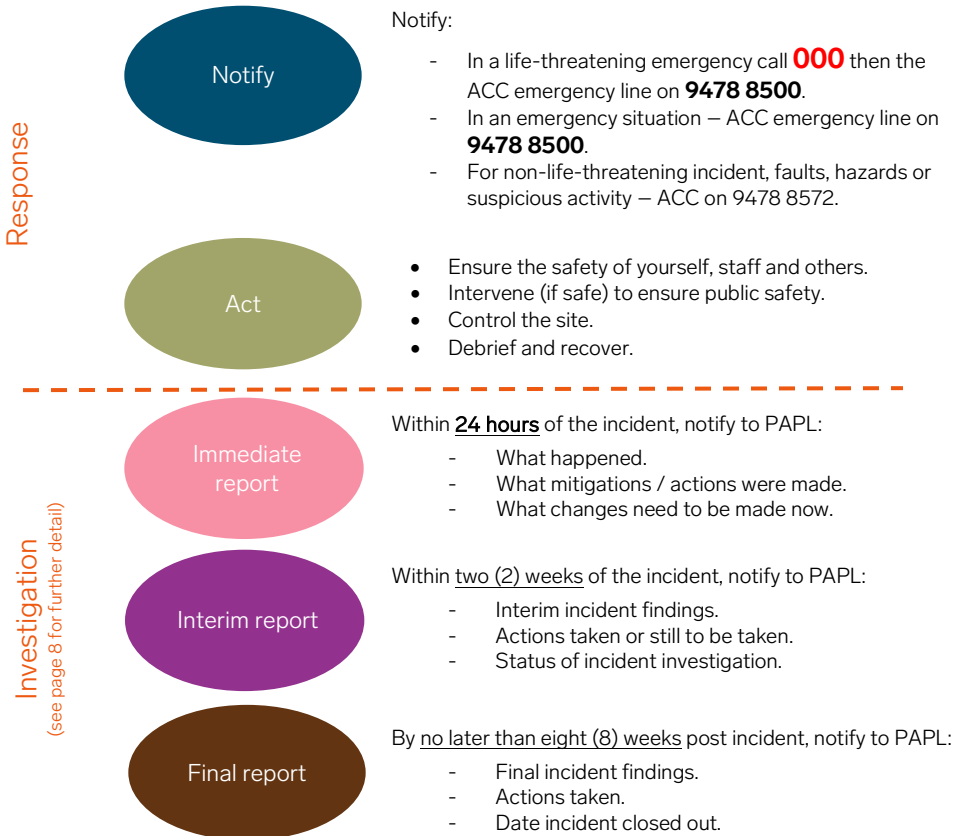 Response
Notify
Notify:
- In a life-threatening emergency call 000 then the
ACC emergency line on 9478 8500.
- In an emergency situation – ACC emergency line on
9478 8500.
- For non-life-threatening incident, faults, hazards or
suspicious activity – ACC on 9478 8572.
Act
• Ensure the safety of yourself, staff and others.
• Intervene (if safe) to ensure public safety.
• Control the site.
• Debrief and recover.
Investigation
(see page 8 for further detail)
Immediate
report
Within 24 hours of the incident, notify to PAPL:
- What happened.
- What mitigations / actions were made.
- What changes need to be made now.
Interim report
Within two (2) weeks of the incident, notify to PAPL:
- Interim incident findings.
- Actions taken or still to be taken.
- Status of incident investigation.
Final report
By no later than eight (8) weeks post incident, notify to PAPL:
- Final incident findings.
- Actions taken.
- Date incident closed out.